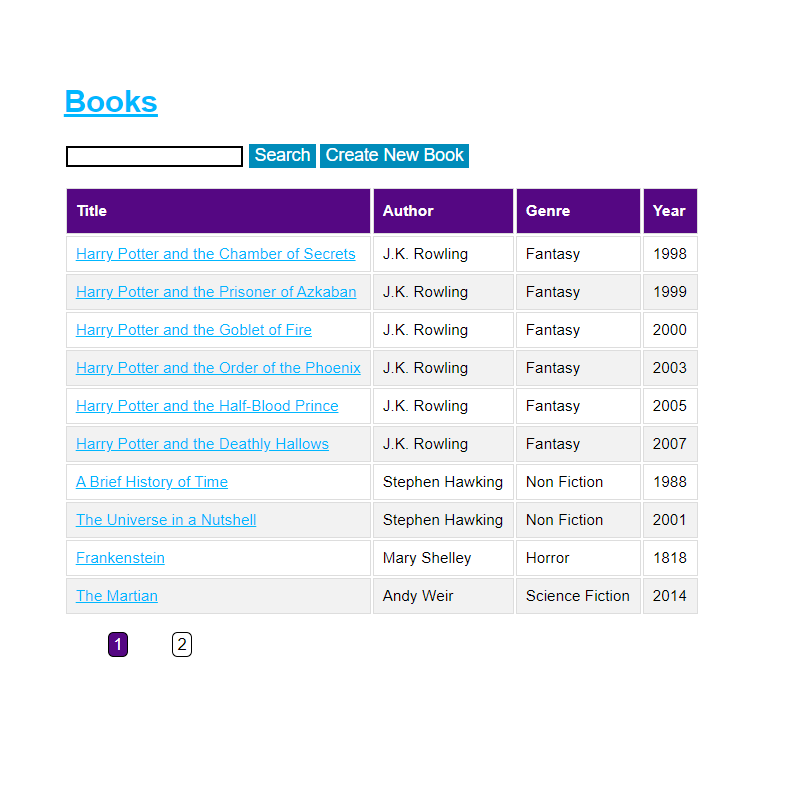 Books
Search Create New Book
Title Author Genre Year
Harry Potter and the Chamber of Secrets J.K. Rowling Fantasy 1998
Harry Potter and the Prisoner of Azkaban J.K. Rowling Fantasy 1999
Harry Potter and the Goblet of Fire J.K. Rowling Fantasy 2000
Harry Potter and the Order of the Phoenix J.K. Rowling Fantasy 2003
Harry Potter and the Half-Blood Prince J.K. Rowling Fantasy 2005
Harry Potter and the Deathly Hallows J.K. Rowling Fantasy 2007
A Brief History of Time Stephen Hawking Non Fiction 1988
The Universe in a Nutshell Stephen Hawking Non Fiction 2001
Frankenstein Mary Shelley Horror 1818
The Martian Andy Weir Science Fiction 2014
1 2